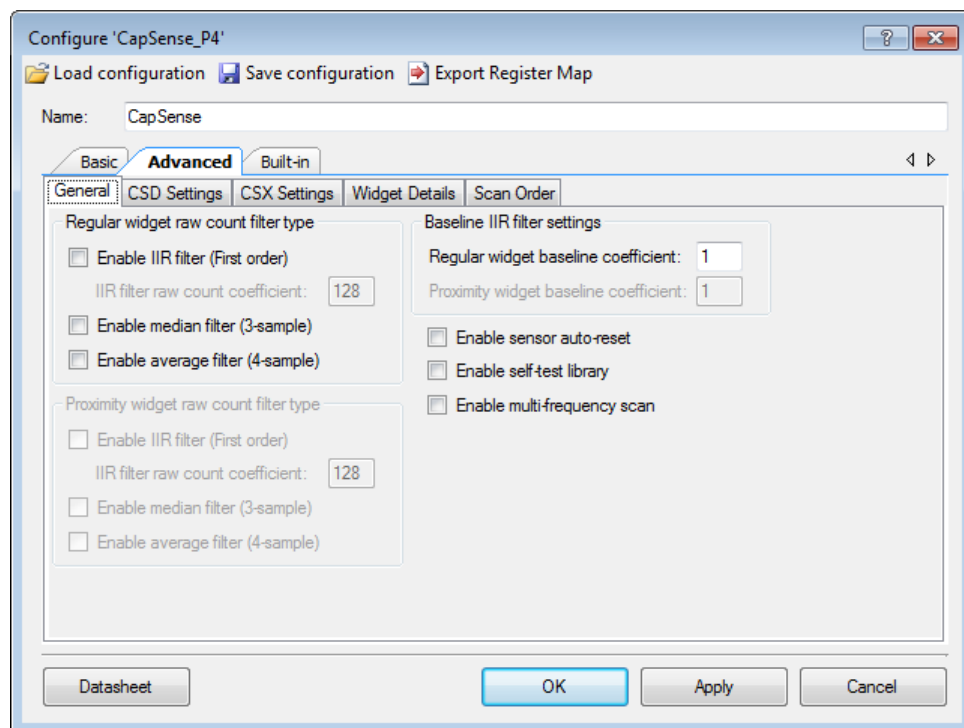 Configure 'CapSense_P4'
Load configuration Save configuration Export Register Map
Name: CapSense
Basic Advanced Built-in
General CSD Settings CSX Settings Widget Details Scan Order
Regular widget raw count filter type
Enable IIR filter (First order)
IIR filter raw count coefficient: 128
Enable median filter (3-sample)
Enable average filter (4-sample)
Proximity widget raw count filter type
Enable IIR filter (First order)
IIR filter raw count coefficient: 128
Enable median filter (3-sample)
Enable average filter (4-sample)
Baseline IIR filter settings
Regular widget baseline coefficient: 1
Proximity widget baseline coefficient: 1
Enable sensor auto-reset
Enable self-test library
Enable multi-frequency scan
Datasheet OK Apply Cancel